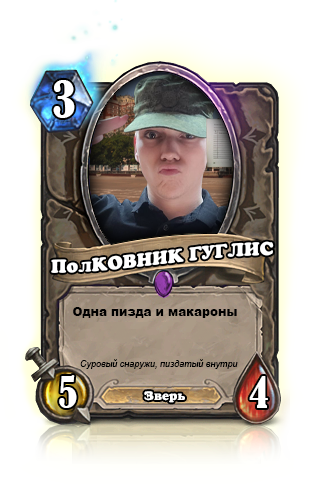 3
Полковник гуглис
Одна пизда и макароны
Суровый снаружи, пиздатый внутри
5
Зверь
4